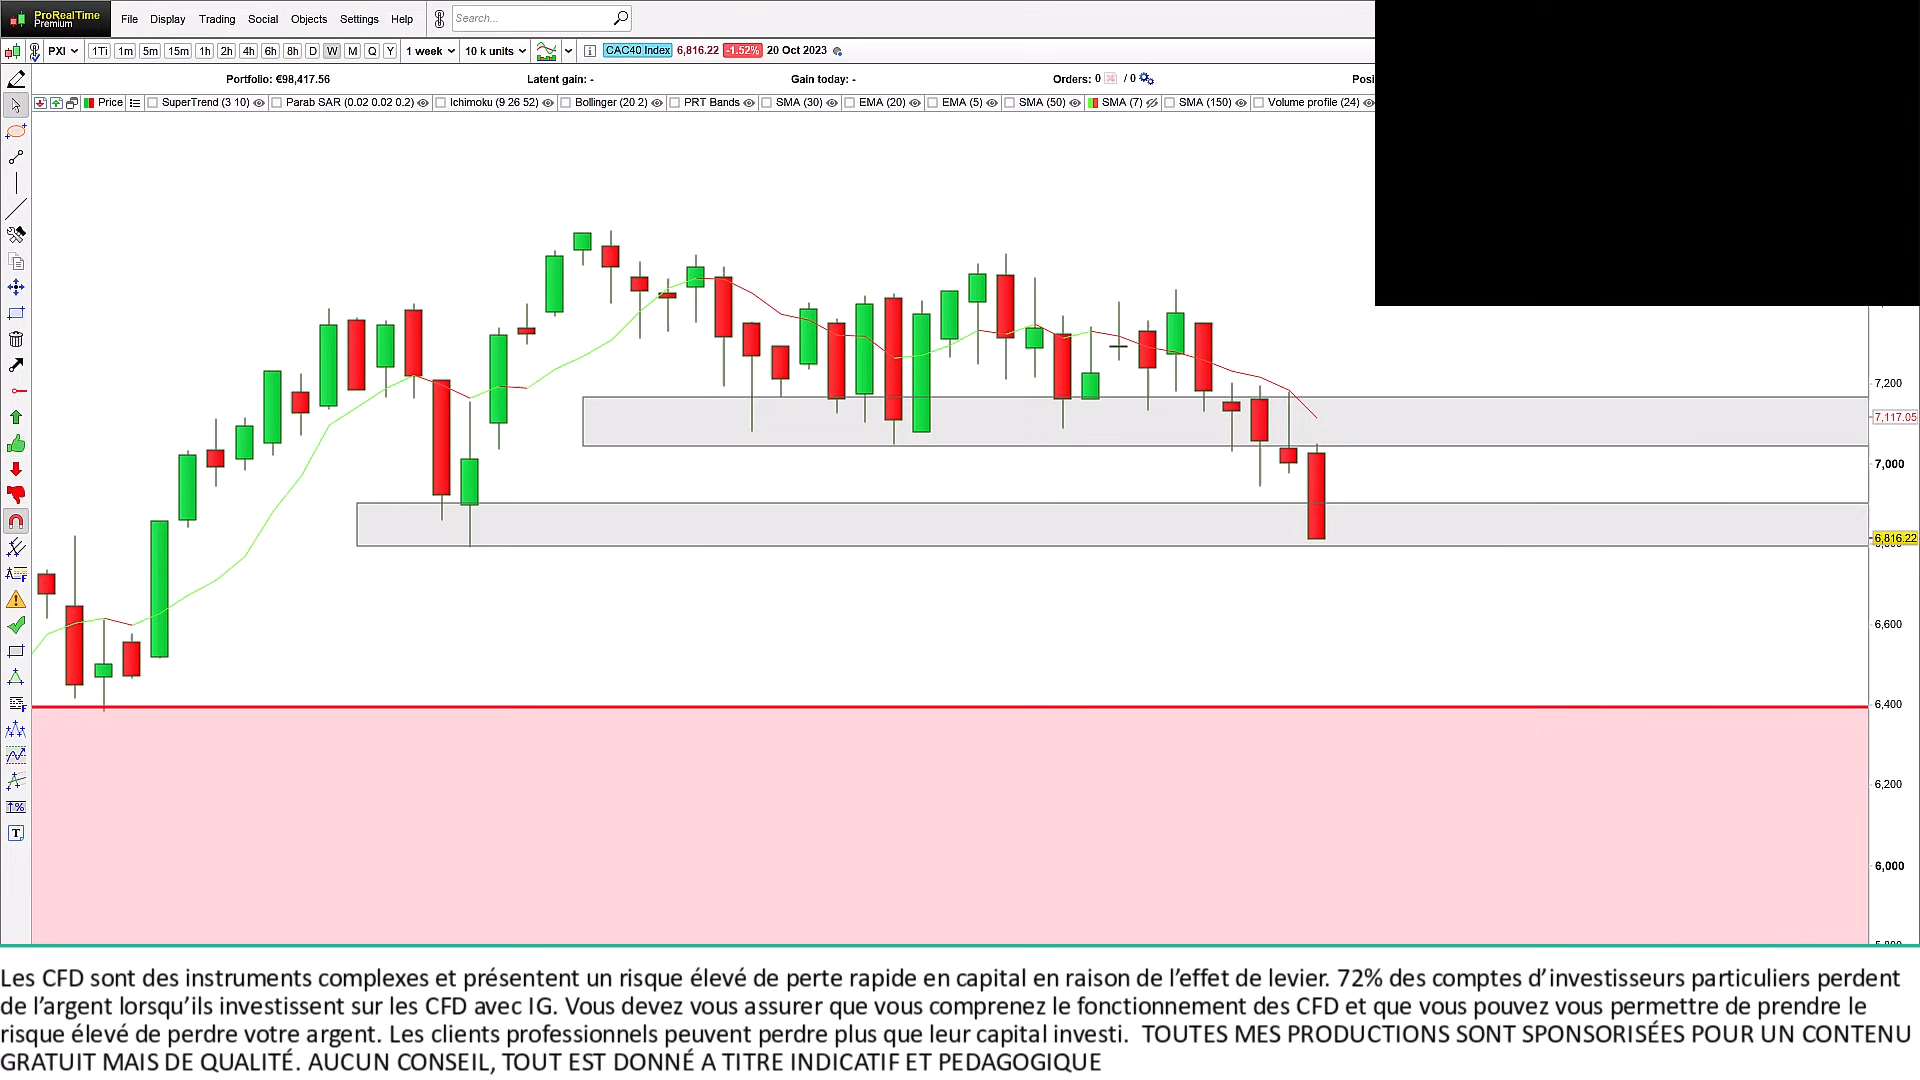 ProRealTime
Premium
File Display Trading Social Objects Settings Help Search...
PXI 1Ti 1m 5m 15m 1h 2h 4h 6h 8h D W M Q Y 1 week 10 k units CAC40 Index 6,816.22 -1.52% 20 Oct 2023
Portfolio: €98,417.56 Latent gain: - Gain today: - Orders: 0 / 0 Posi
Price SuperTrend (3 10) Parab SAR (0.02 0.02 0.2) Ichimoku (9 26 52) Bollinger (20 2) PRT Bands SMA (30) EMA (20) EMA (5) SMA (50) SMA (7) SMA (150) Volume profile (24)
7,200
7,117.05
7,000
6,816.22
6,600
6,400
6,200
6,000
Les CFD sont des instruments complexes et présentent un risque élevé de perte rapide en capital en raison de l’effet de levier. 72% des comptes d’investisseurs particuliers perdent
de l’argent lorsqu’ils investissent sur les CFD avec IG. Vous devez vous assurer que vous comprenez le fonctionnement des CFD et que vous pouvez vous permettre de prendre le
risque élevé de perdre votre argent. Les clients professionnels peuvent perdre plus que leur capital investi. TOUTES MES PRODUCTIONS SONT SPONSORISÉES POUR UN CONTENU
GRATUIT MAIS DE QUALITÉ. AUCUN CONSEIL, TOUT EST DONNÉ A TITRE INDICATIF ET PEDAGOGIQUE